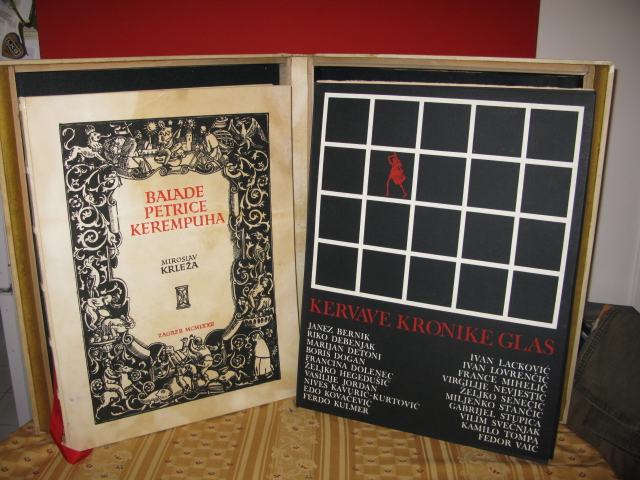 BALADE
PETRICE
KEREMPUHA
MIROSLAV
KRLEŽA
ZAGREB MCMLXXII
KERVAVE KRONIKE GLAS
JANEZ BERNIK
RIKO DEBENJAK
MARIJAN DETONI
BORIS DOGAN
FRANCINA DOLENEC
ŽELJKO HEGEDUŠIĆ
VASILIJE JORDAN
NIVES KAVURIĆ-KURTOVIĆ
EDO KOVAČEVIĆ
FERDO KULMER
IVAN LACKOVIĆ
IVAN LOVRENČIĆ
FRANCE MIHELIČ
VIRGILIJE NEVJESTIĆ
ŽELJKO SENEČIĆ
MILJENKO STANČIĆ
GABRIJEL STUPICA
VILIM SVEČNJAK
KAMILO TOMPA
FEDOR VAIĆ